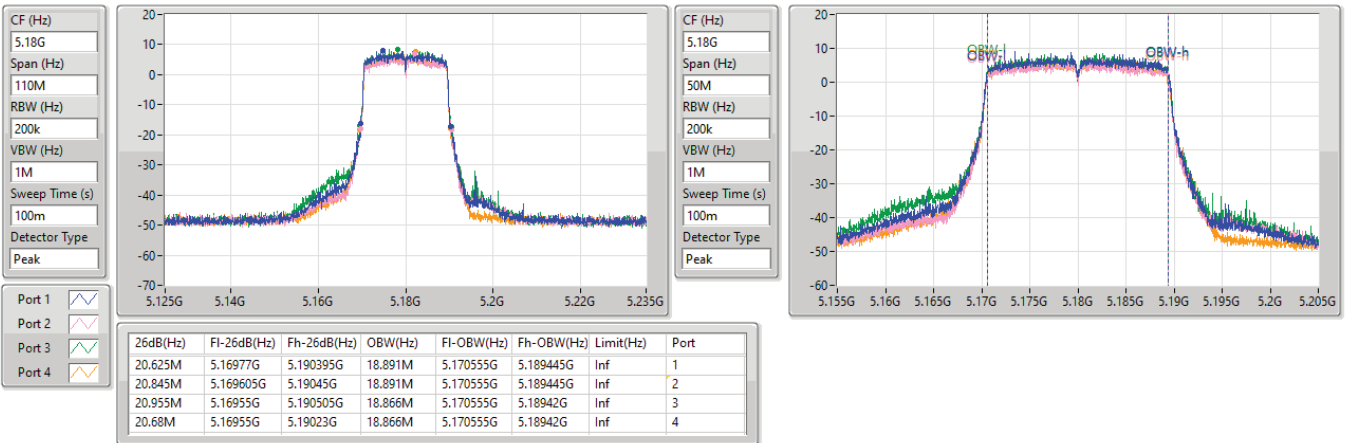 CF (Hz)
5.18G
Span (Hz)
110M
RBW (Hz)
200k
VBW (Hz)
1M
Sweep Time (s)
100m
Detector Type
Peak
20
10
0
-10
-20
-30
-40
-50
-60
-70
5.125G 5.14G 5.16G 5.18G 5.2G 5.22G 5.235G
CF (Hz)
5.18G
Span (Hz)
50M
RBW (Hz)
200k
VBW (Hz)
1M
Sweep Time (s)
100m
Detector Type
Peak
20
10
0
-10
-20
-30
-40
-50
-60
OBW-l OBW-h
5.155G 5.16G 5.165G 5.17G 5.175G 5.18G 5.185G 5.19G 5.195G 5.2G 5.205G
Port 1
Port 2
Port 3
Port 4
26dB(Hz) Fl-26dB(Hz) Fh-26dB(Hz) OBW(Hz) Fl-OBW(Hz) Fh-OBW(Hz) Limit(Hz) Port
20.625M 5.16977G 5.190395G 18.891M 5.170555G 5.189445G Inf 1
20.845M 5.169605G 5.19045G 18.891M 5.170555G 5.189445G Inf 2
20.955M 5.16955G 5.190505G 18.866M 5.170555G 5.18942G Inf 3
20.68M 5.16955G 5.19023G 18.866M 5.170555G 5.18942G Inf 4